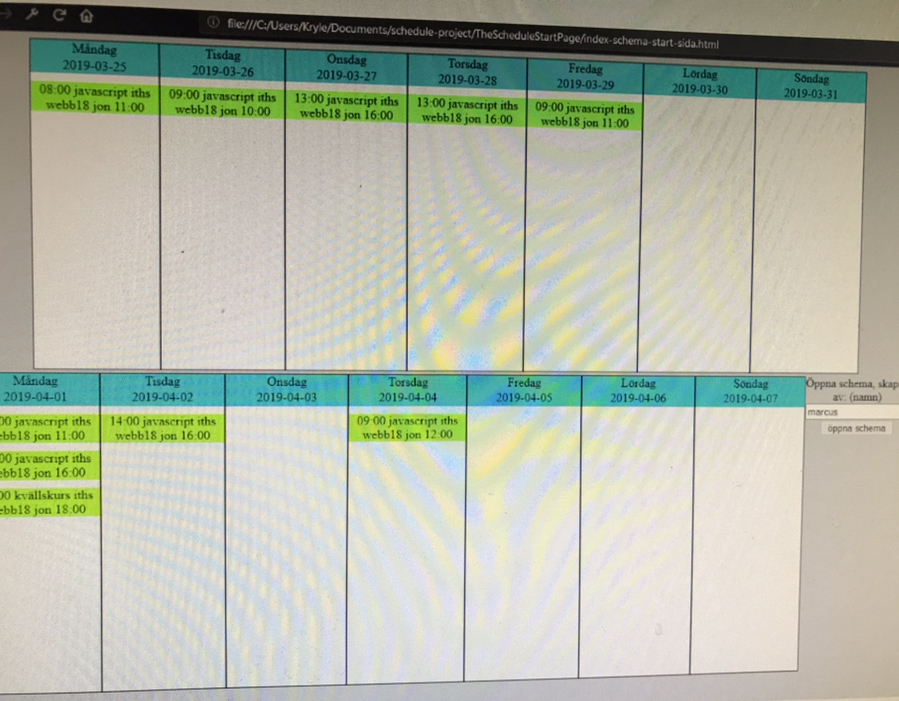 file:///C:/Users/Kryle/Documents/schedule-project/TheScheduleStartPage/index-schema-start-sida.html
Måndag
2019-03-25
08:00 javascript iths
webb18 jon 11:00
Tisdag
2019-03-26
09:00 javascript iths
webb18 jon 10:00
Onsdag
2019-03-27
13:00 javascript iths
webb18 jon 16:00
Torsdag
2019-03-28
13:00 javascript iths
webb18 jon 16:00
Fredag
2019-03-29
09:00 javascript iths
webb18 jon 11:00
Lördag
2019-03-30
Söndag
2019-03-31
Måndag
2019-04-01
00 javascript iths
ebb18 jon 11:00
00 javascript iths
ebb18 jon 16:00
00 kvällskurs iths
ebb18 jon 18:00
Tisdag
2019-04-02
14:00 javascript iths
webb18 jon 16:00
Onsdag
2019-04-03
Torsdag
2019-04-04
09:00 javascript iths
webb18 jon 12:00
Fredag
2019-04-05
Lördag
2019-04-06
Söndag
2019-04-07
Öppna schema, skap
av: (namn)
marcus
öppna schema